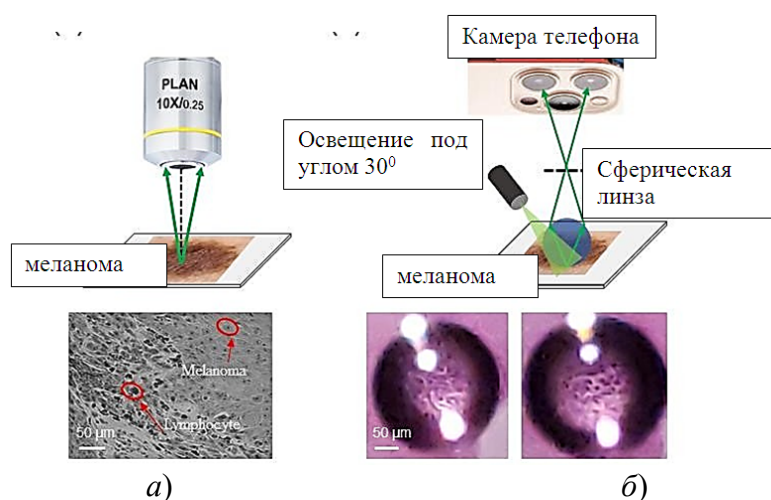 PLAN
10X/0.25
меланома
Melanoma
Lymphocyte
50 μm
а)
Камера телефона
Освещение под
углом 30⁰
Сферическая
линза
меланома
50 μm
б)